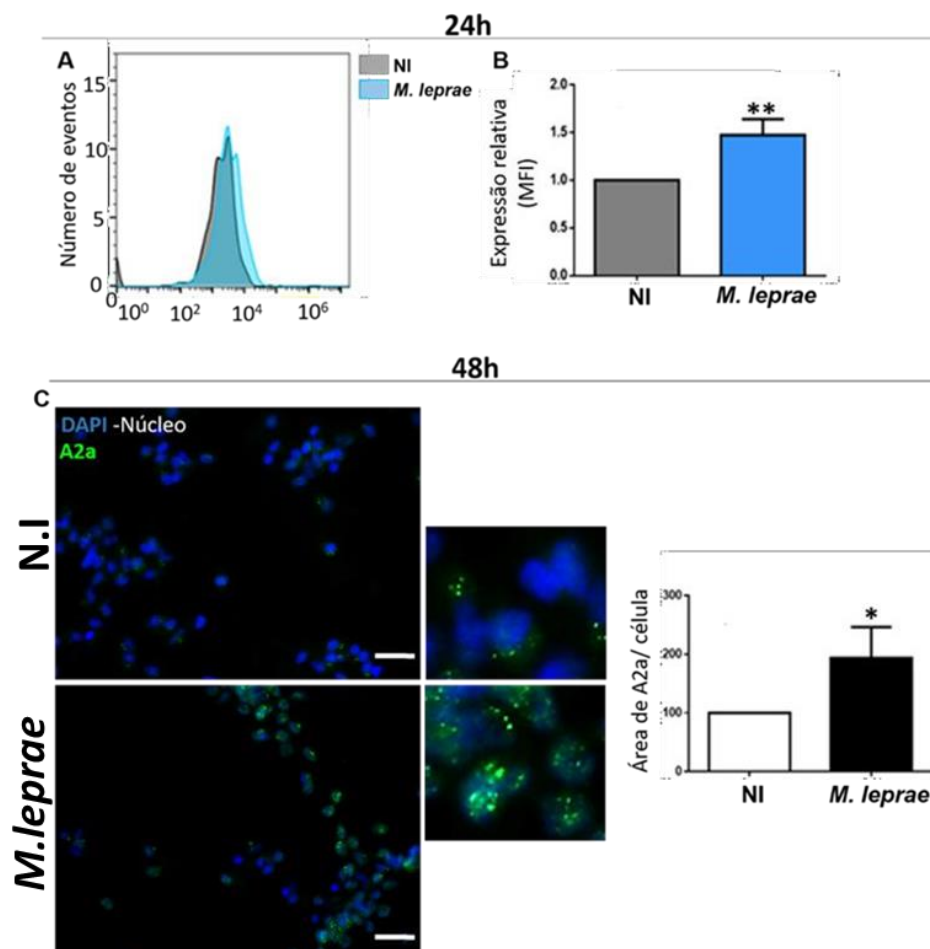 24h
A
NI
M. leprae
Número de eventos
15
10
5
0
0
10⁰ 10² 10⁴ 10⁶
B
Expressão relativa
(MFI)
2.0
1.5
1.0
0.5
0.0
**
NI M. leprae
48h
C
DAPI -Núcleo
A2a
N.I
M.leprae
Área de A2a/ célula
300
200
100
0
*
NI M. leprae